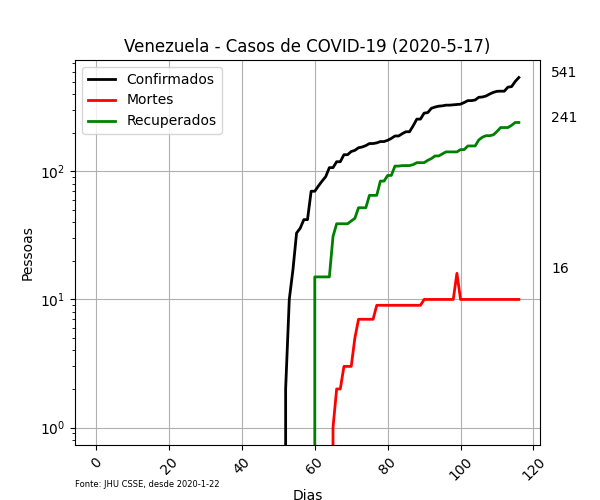 Venezuela - Casos de COVID-19 (2020-5-17)
Confirmados
Mortes
Recuperados
541
241
16
10²
10¹
10⁰
Pessoas
0
20
40
60
80
100
120
Fonte: JHU CSSE, desde 2020-1-22
Dias